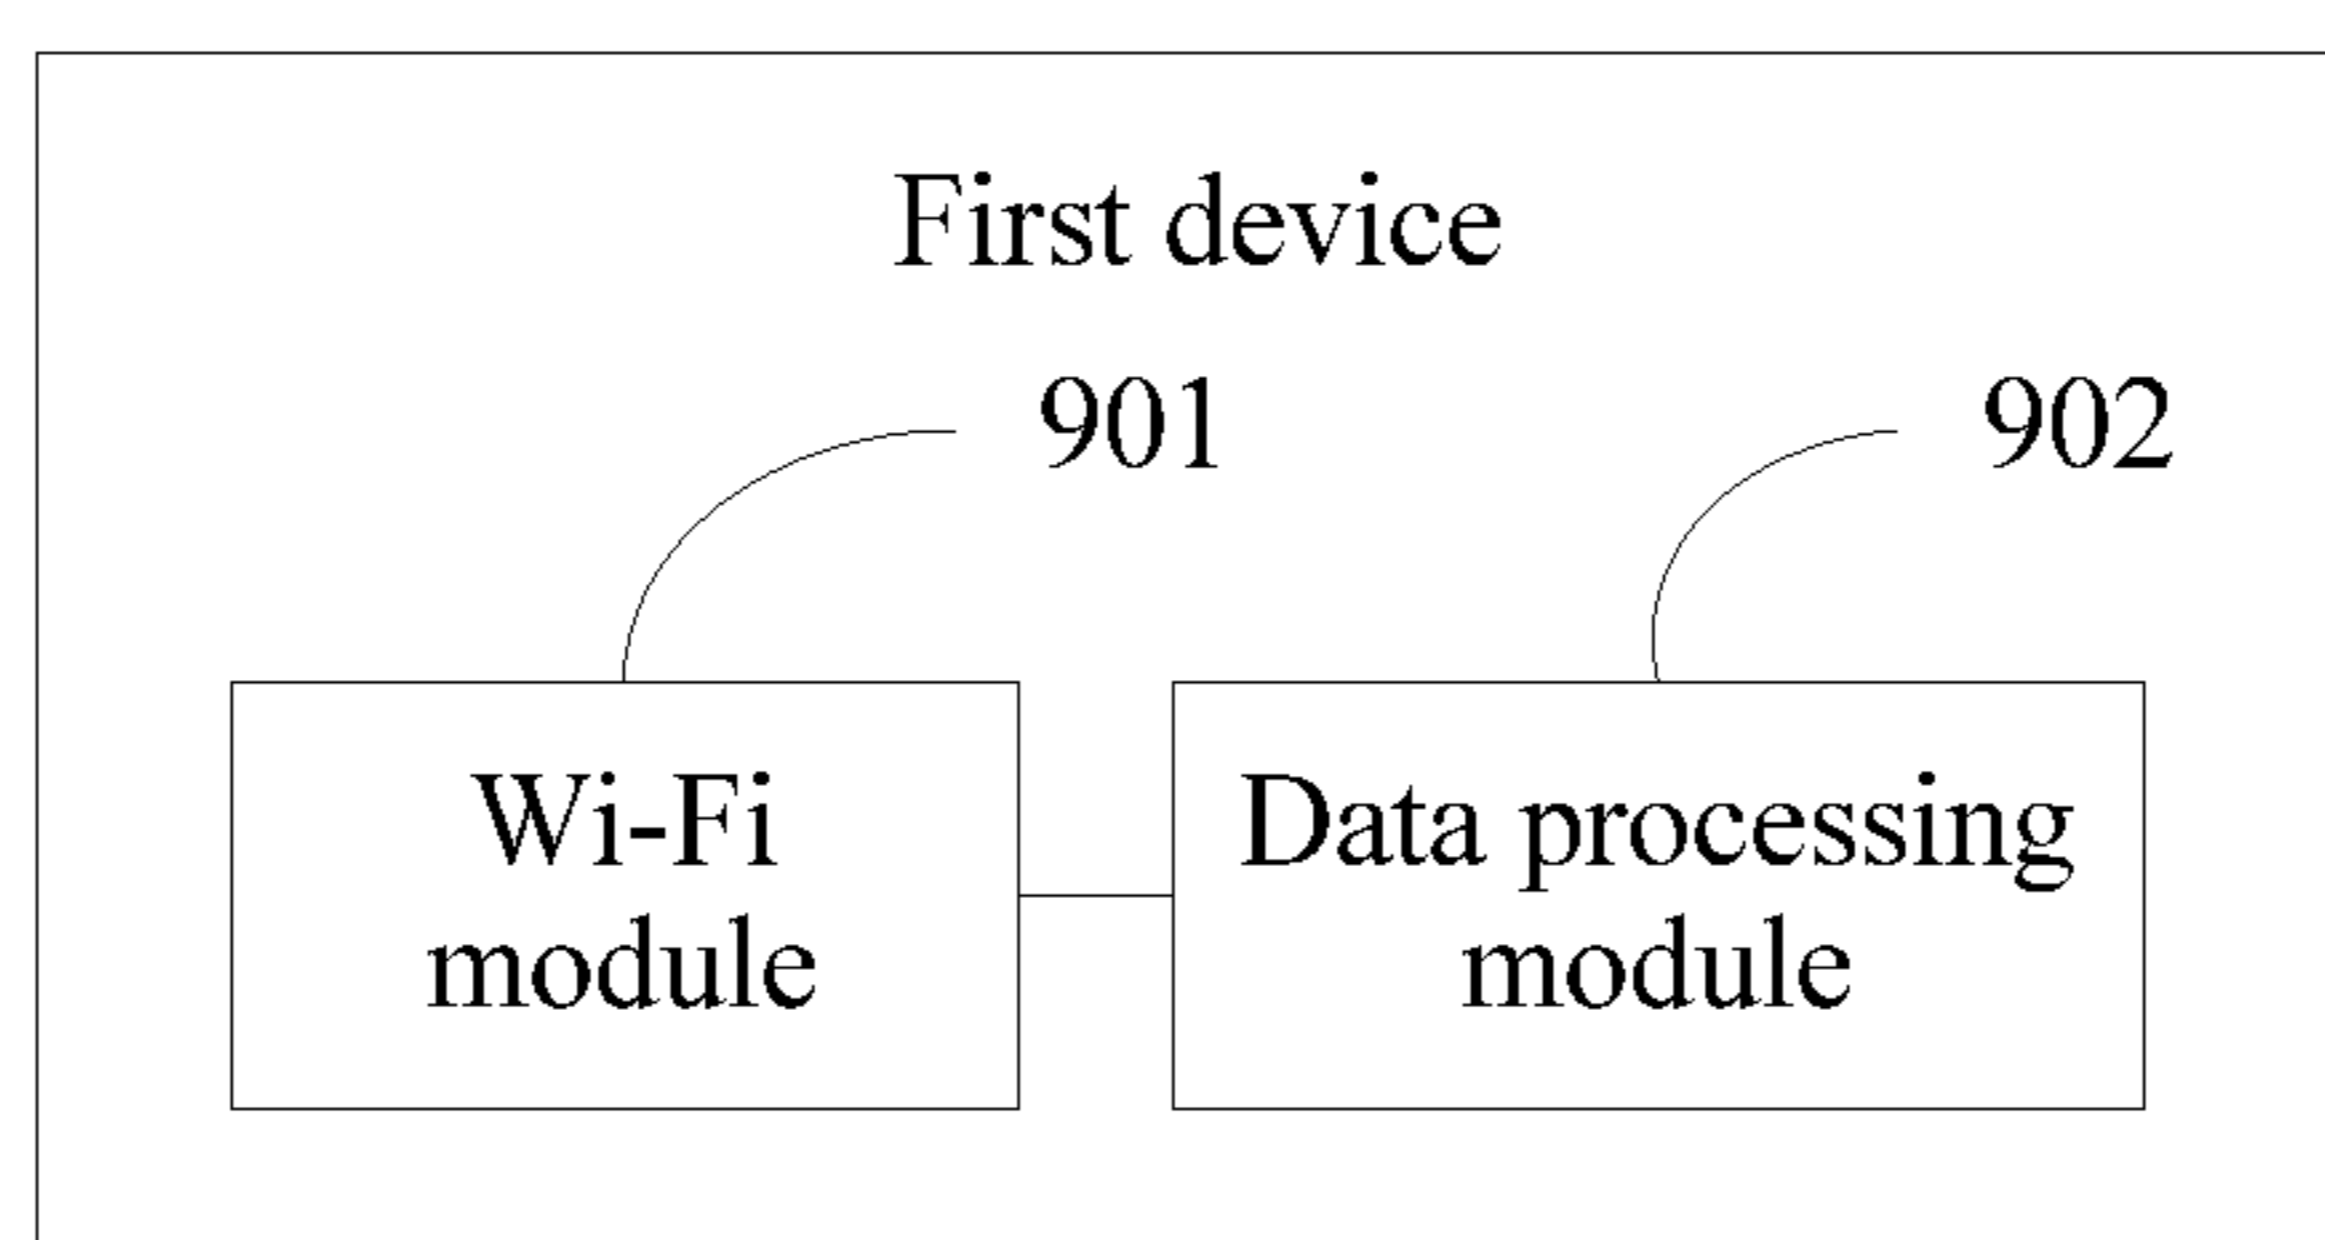 First device
901
902
Wi-Fi
module
Data processing
module